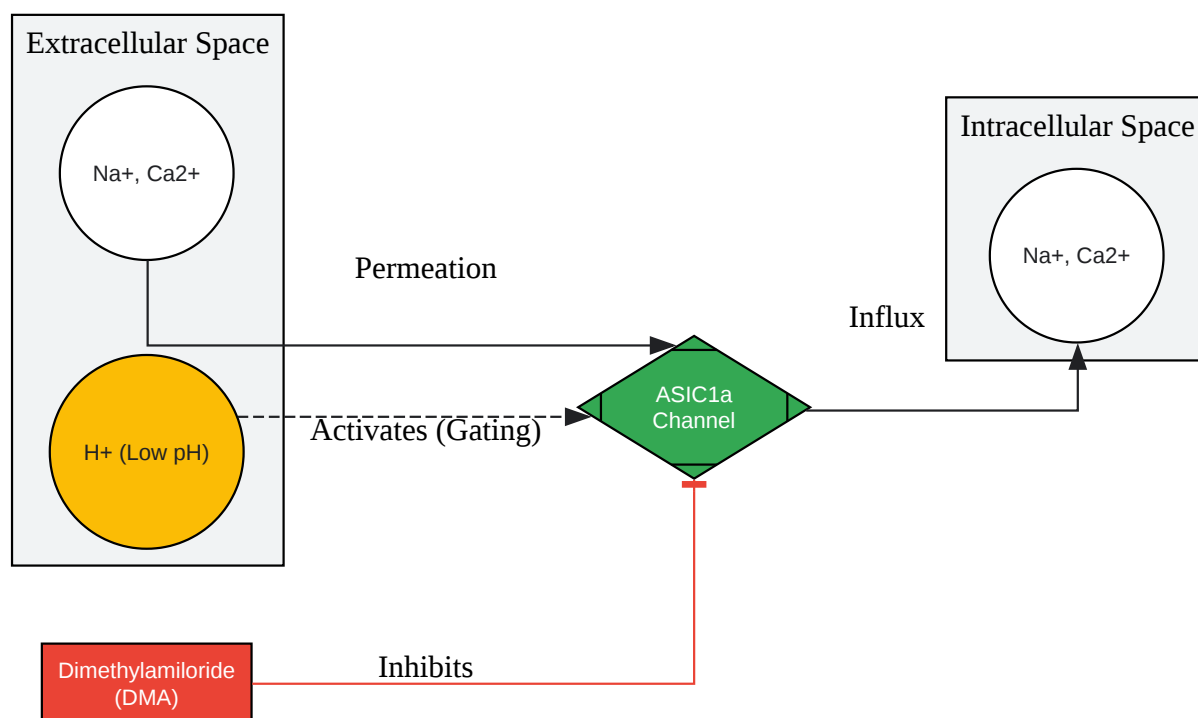 Extracellular Space
Na+, Ca2+
Permeation
H+ (Low pH)
Activates (Gating)
ASIC1a
Channel
Influx
Intracellular Space
Na+, Ca2+
Dimethylamiloride
(DMA)
Inhibits